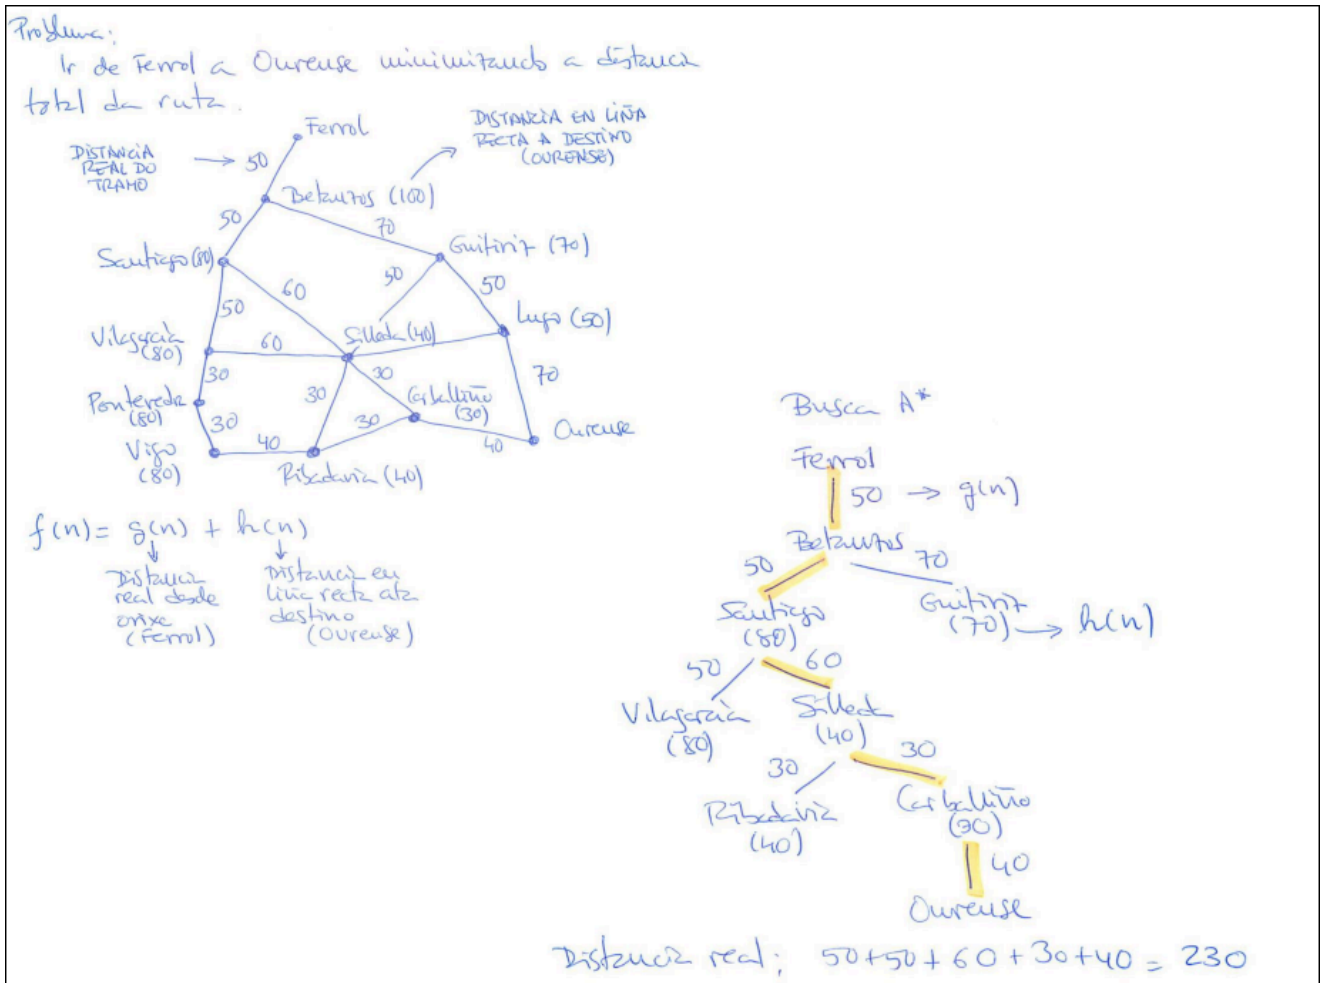 Problema:
Ir de Ferrol a Ourense minimizando a distancia
total da ruta.
Ferrol
DISTANCIA EN LIÑA
RECTA A DESTINO
(OURENSE)
DISTANCIA
REAL DO
TRAMO
50
Betanzos (100)
50
70
Santiago (80)
Guitiriz (70)
60
50
50
50
Lugo (50)
Vilagarcía
(80)
60
Silleda (40)
30
30
30
70
Pontevedra
(80)
Carballiño
(30)
30
30
Ourense
40
40
Vigo
(80)
Ribadavia (40)
f(n) = g(n) + h(n)
Distancia
real desde
orixe
(Ferrol)
Distancia en
liña recta ata
destino
(Ourense)
Busca A*
Ferrol
50 → g(n)
Betanzos
50
70
Santiago
(80)
Guitiriz
(70) → h(n)
50
60
Vilagarcía
(80)
Silleda
(40)
30
30
Ribadavia
(40)
Carballiño
(30)
40
Ourense
Distancia real: 50+50+60+30+40 = 230